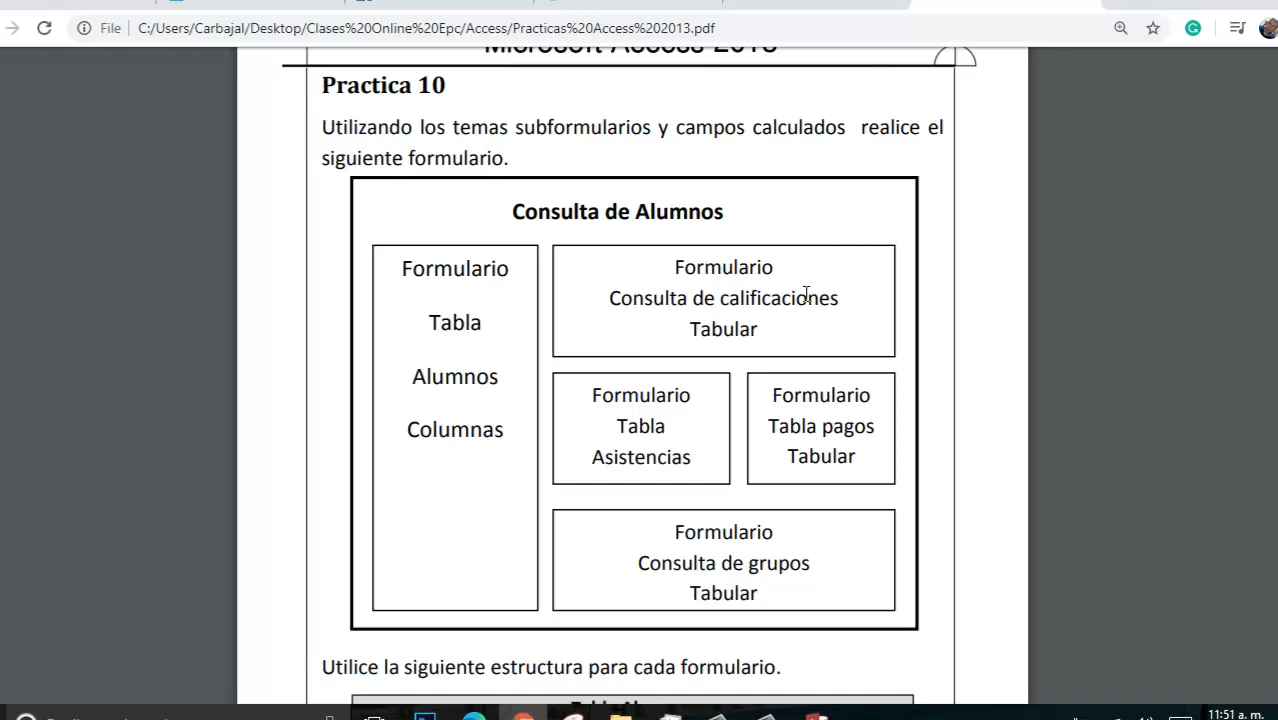 File C:/Users/Carbajal/Desktop/Clases%20Online%20Epc/Access/Practicas%20Access%202013.pdf
Microsoft Access 2013
Practica 10
Utilizando los temas subformularios y campos calculados realice el
siguiente formulario.
Consulta de Alumnos
Formulario
Tabla
Alumnos
Columnas
Formulario
Consulta de calificaciones
Tabular
Formulario
Tabla
Asistencias
Formulario
Tabla pagos
Tabular
Formulario
Consulta de grupos
Tabular
Utilice la siguiente estructura para cada formulario.
11:51 a. m.